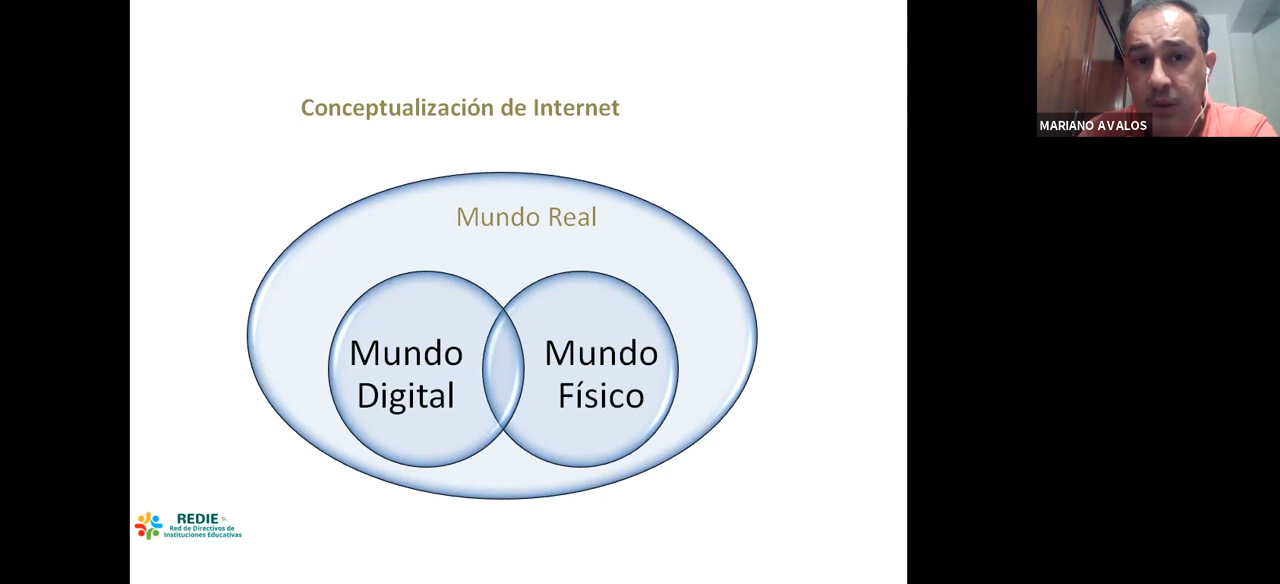 Conceptualización de Internet
MARIANO AVALOS
Mundo Real
Mundo
Digital
Mundo
Físico
REDIE
Red de Directivos de
Instituciones Educativas